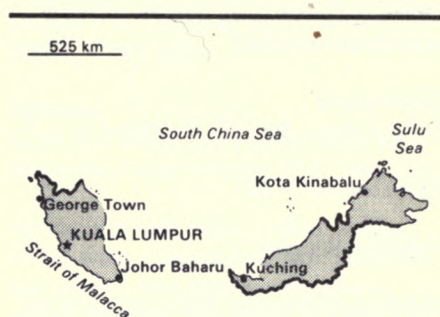 525 km
South China Sea
Sulu
Sea
Kota Kinabalu
George Town
KUALA LUMPUR
Strait of Malacca
Johor Baharu
Kuching